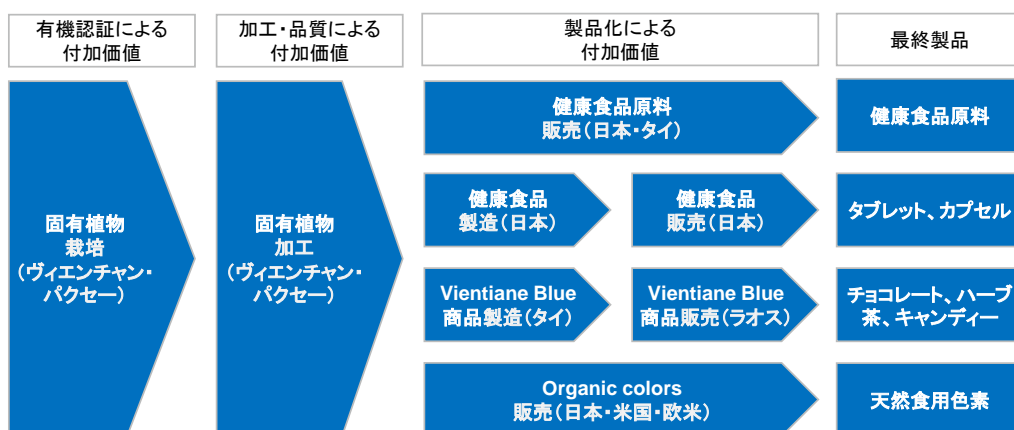 有機認証による
付加価値
加工・品質による
付加価値
製品化による
付加価値
最終製品
固有植物
栽培
（ヴィエンチャン・
パクセー）
固有植物
加工
（ヴィエンチャン・
パクセー）
健康食品原料
販売（日本・タイ）
健康食品原料
健康食品
製造（日本）
健康食品
販売（日本）
タブレット、カプセル
Vientiane Blue
商品製造（タイ）
Vientiane Blue
商品販売（ラオス）
チョコレート、ハーブ
茶、キャンディー
Organic colors
販売（日本・米国・欧米）
天然食用色素